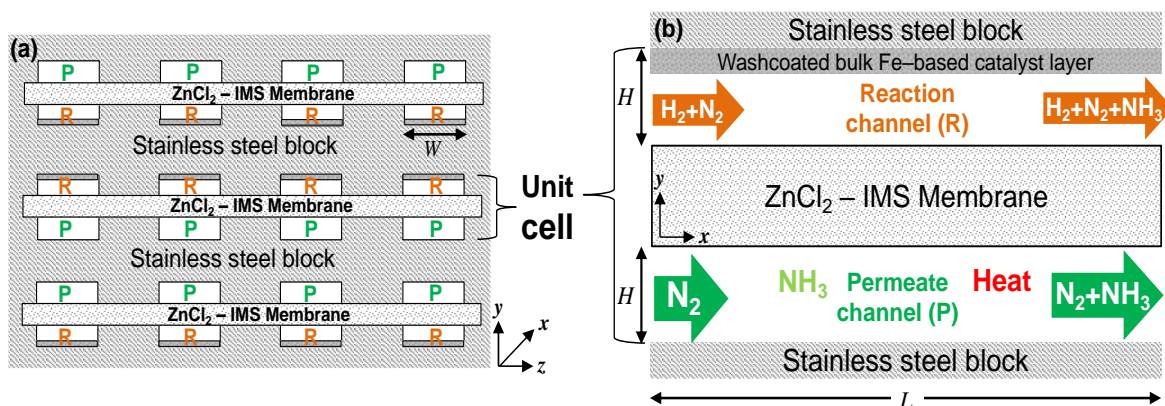 (a)
P P P P
ZnCl₂ – IMS Membrane
R R R R
Stainless steel block
W
R R R R
ZnCl₂ – IMS Membrane
P P P P
Stainless steel block
P P P P
ZnCl₂ – IMS Membrane
R R R R
y
x
z
Unit
cell
(b)
Stainless steel block
Washcoated bulk Fe–based catalyst layer
H
H₂+N₂
Reaction
channel (R)
H₂+N₂+NH₃
y
x
ZnCl₂ – IMS Membrane
H
N₂
NH₃
Permeate
channel (P)
Heat
N₂+NH₃
Stainless steel block
L